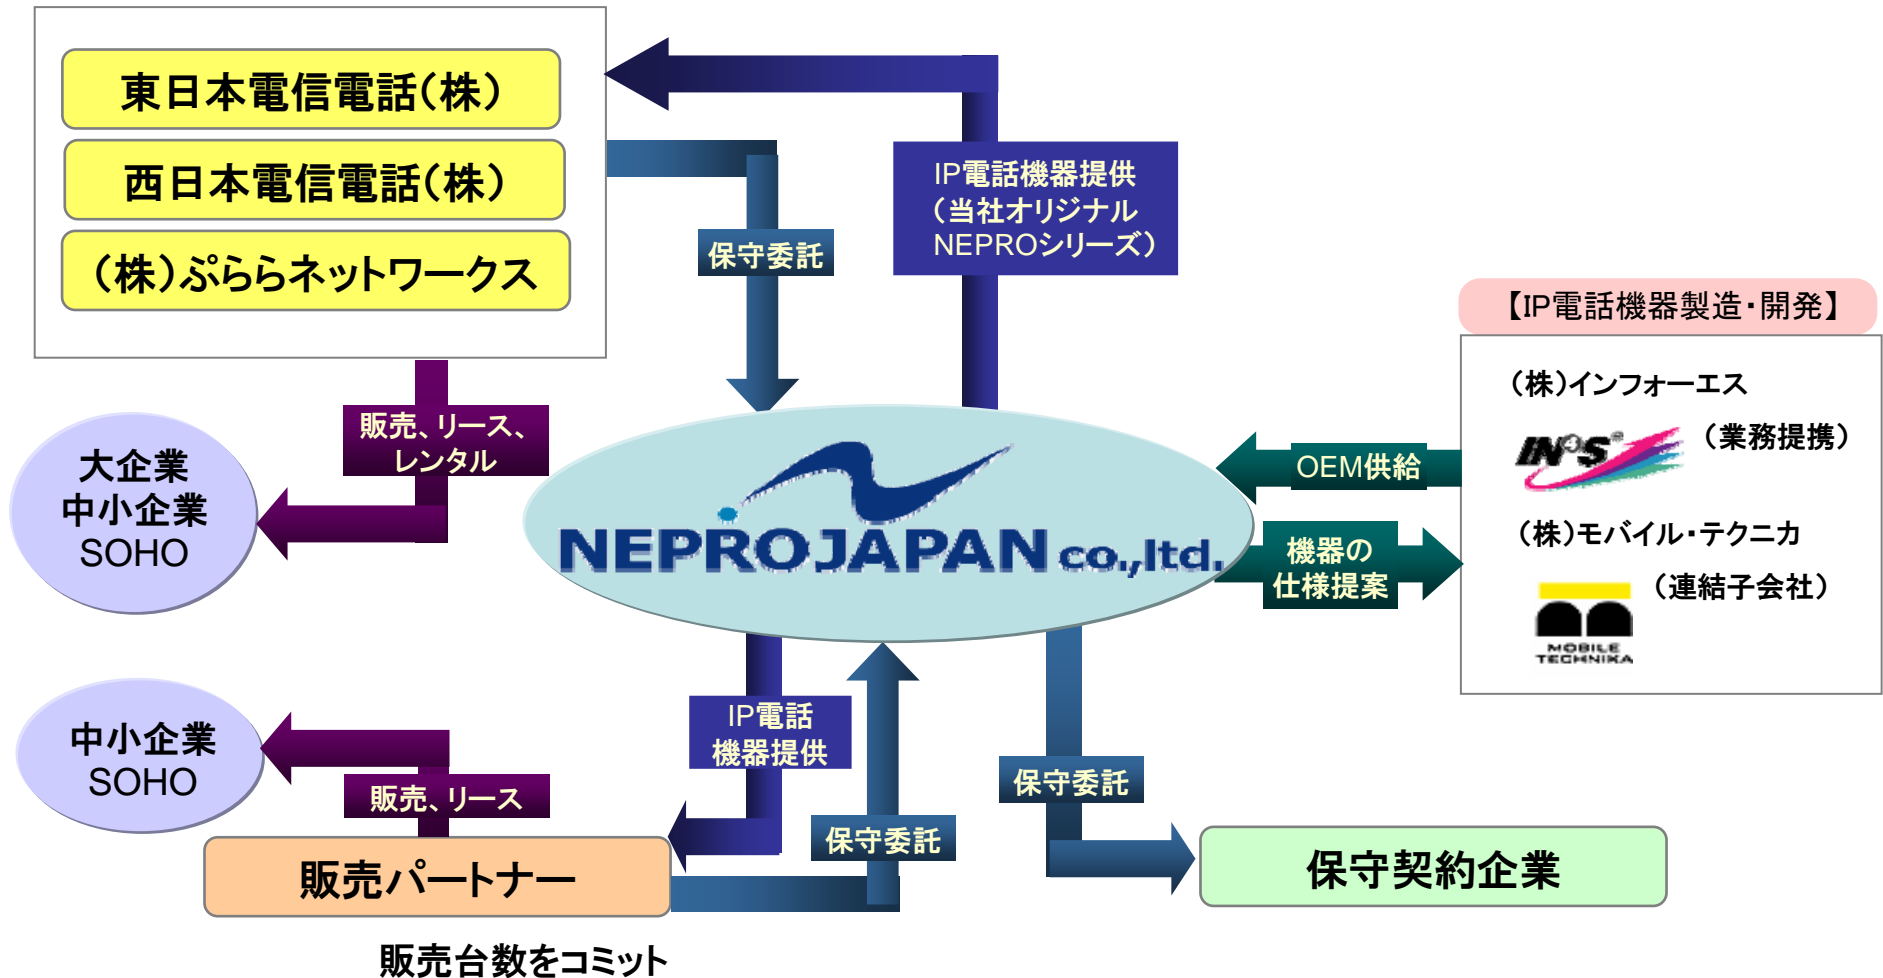 東日本電信電話(株)
西日本電信電話(株)
(株)ぷららネットワークス
保守委託
IP電話機器提供
(当社オリジナル
NEPROシリーズ)
【IP電話機器製造・開発】
(株)インフォーエス
IN4S®
(業務提携)
(株)モバイル・テクニカ
(連結子会社)
MOBILE
TECHNIKA
販売、リース、
レンタル
大企業
中小企業
SOHO
NEPROJAPAN co.,ltd.
OEM供給
機器の
仕様提案
中小企業
SOHO
販売、リース
IP電話
機器提供
保守委託
保守委託
販売パートナー
保守契約企業
販売台数をコミット